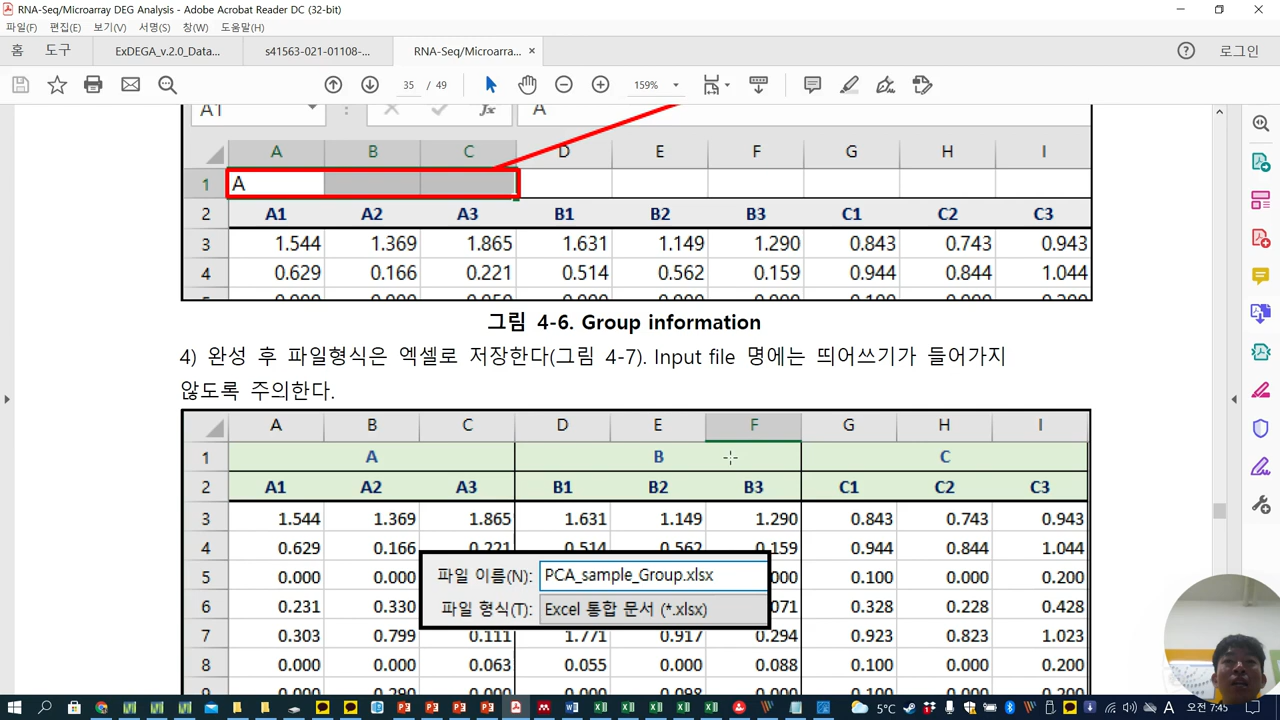 RNA-Seq/Microarray DEG Analysis - Adobe Acrobat Reader DC (32-bit)
파일(F) 편집(E) 보기(V) 서명(S) 창(W) 도움말(H)
홈 도구 ExDEGA_v.2.0_Data... s41563-021-01108-... RNA-Seq/Microarra... × 로그인
35 / 49 159%
A1 fx A
A B C D E F G H I
1 A
2 A1 A2 A3 B1 B2 B3 C1 C2 C3
3 1.544 1.369 1.865 1.631 1.149 1.290 0.843 0.743 0.943
4 0.629 0.166 0.221 0.514 0.562 0.159 0.944 0.844 1.044
그림 4-6. Group information
4) 완성 후 파일형식은 엑셀로 저장한다(그림 4-7). Input file 명에는 띄어쓰기가 들어가지
않도록 주의한다.
A B C D E F G H I
1 A B C
2 A1 A2 A3 B1 B2 B3 C1 C2 C3
3 1.544 1.369 1.865 1.631 1.149 1.290 0.843 0.743 0.943
4 0.629 0.166 0.221 0.514 0.562 0.159 0.944 0.844 1.044
5 0.000 0.000 000 0.100 0.000 0.200
파일 이름(N): PCA_sample_Group.xlsx
6 0.231 0.330 071 0.328 0.228 0.428
파일 형식(T): Excel 통합 문서 (*.xlsx)
7 0.303 0.799 0.111 1.771 0.917 0.294 0.923 0.823 1.023
8 0.000 0.000 0.063 0.055 0.000 0.088 0.100 0.000 0.200
5°C A 오전 7:45